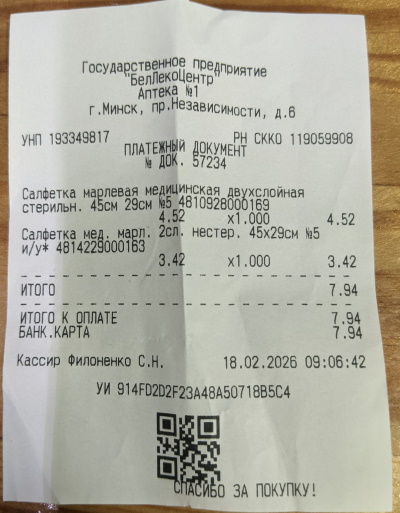 Государственное предприятие
"БелЛекоЦентр"
Аптека №1
г.Минск, пр.Независимости, д.6
УНП 193349817 РН СККО 119059908
ПЛАТЕЖНЫЙ ДОКУМЕНТ
№ ДОК. 57234
Салфетка марлевая медицинская двухслойная
стерильн. 45см 29см №5 4810928000169
4.52 x1.000 4.52
Салфетка мед. марл. 2сл. нестер. 45x29см №5
и/у* 4814229000163
3.42 x1.000 3.42
ИТОГО 7.94
ИТОГО К ОПЛАТЕ 7.94
БАНК.КАРТА 7.94
Кассир Филоненко С.Н. 18.02.2026 09:06:42
УИ 914FD2D2F23A48A50718B5C4
СПАСИБО ЗА ПОКУПКУ!